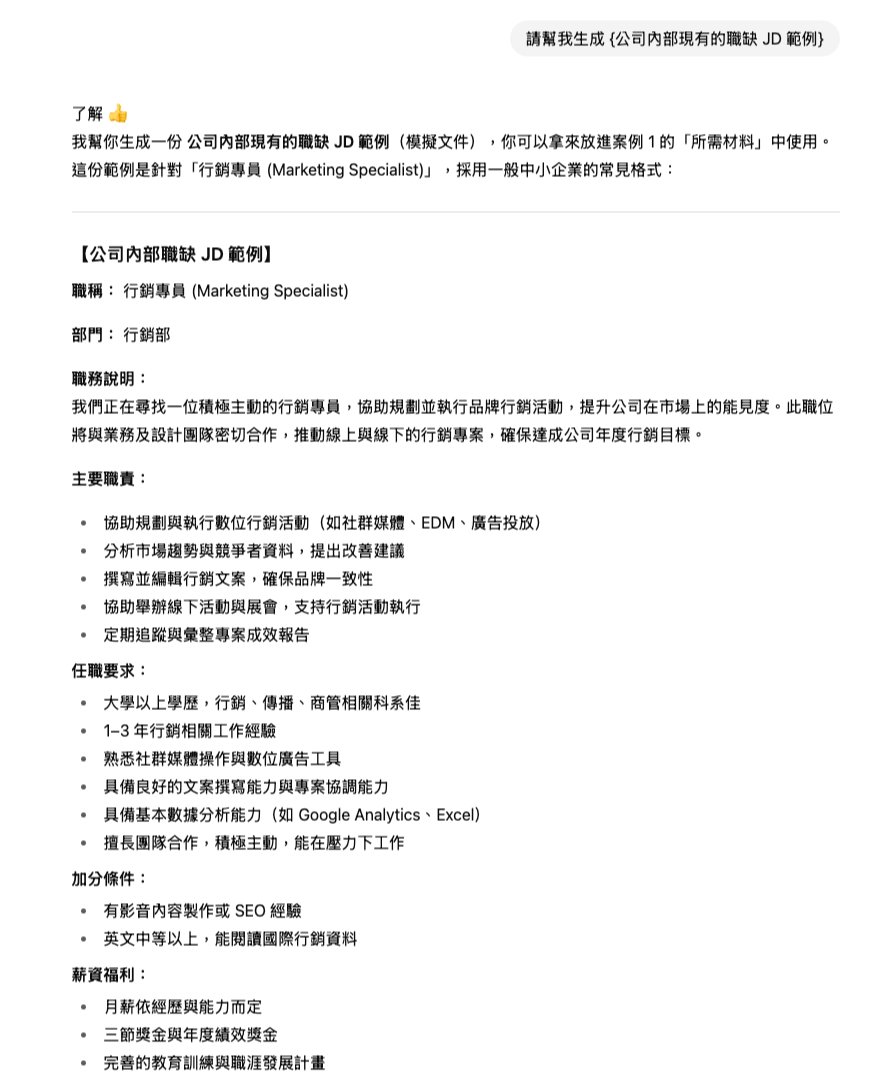 請幫我生成 {公司內部現有的職缺 JD 範例}
了解 👍
我幫你生成一份 公司內部現有的職缺 JD 範例（模擬文件），你可以拿來放進案例 1 的「所需材料」中使用。
這份範例是針對「行銷專員 (Marketing Specialist)」，採用一般中小企業的常見格式：
【公司內部職缺 JD 範例】
職稱： 行銷專員 (Marketing Specialist)
部門： 行銷部
職務說明：
我們正在尋找一位積極主動的行銷專員，協助規劃並執行品牌行銷活動，提升公司在市場上的能見度。此職位
將與業務及設計團隊密切合作，推動線上與線下的行銷專案，確保達成公司年度行銷目標。
主要職責：
• 協助規劃與執行數位行銷活動（如社群媒體、EDM、廣告投放）
• 分析市場趨勢與競爭者資料，提出改善建議
• 撰寫並編輯行銷文案，確保品牌一致性
• 協助舉辦線下活動與展會，支持行銷活動執行
• 定期追蹤與彙整專案成效報告
任職要求：
• 大學以上學歷，行銷、傳播、商管相關科系佳
• 1–3 年行銷相關工作經驗
• 熟悉社群媒體操作與數位廣告工具
• 具備良好的文案撰寫能力與專案協調能力
• 具備基本數據分析能力（如 Google Analytics、Excel）
• 擅長團隊合作，積極主動，能在壓力下工作
加分條件：
• 有影音內容製作或 SEO 經驗
• 英文中等以上，能閱讀國際行銷資料
薪資福利：
• 月薪依經歷與能力而定
• 三節獎金與年度績效獎金
• 完善的教育訓練與職涯發展計畫